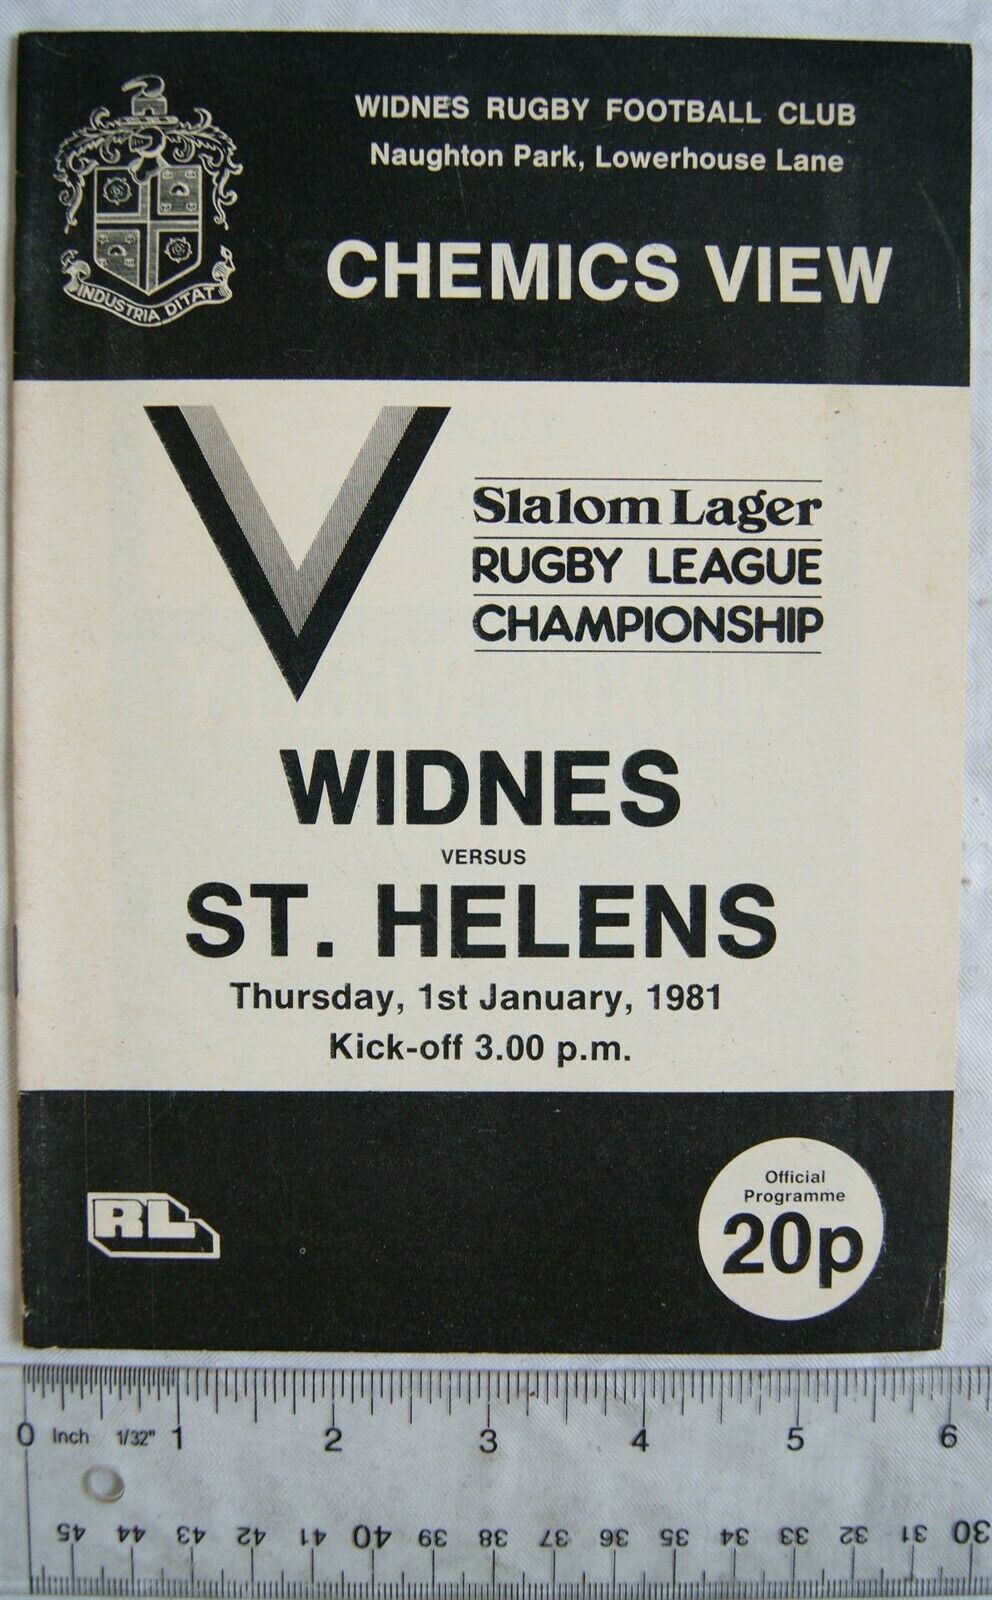 WIDNES RUGBY FOOTBALL CLUB
Naughton Park, Lowerhouse Lane
CHEMICS VIEW
INDUSTRIA DITAT
Slalom Lager
RUGBY LEAGUE
CHAMPIONSHIP
WIDNES
VERSUS
ST. HELENS
Thursday, 1st January, 1981
Kick-off 3.00 p.m.
RL
Official
Programme
20p
0 Inch 1/32" 1 2 3 4 5 6
45 44 43 42 41 40 39 38 37 36 35 34 33 32 31 30